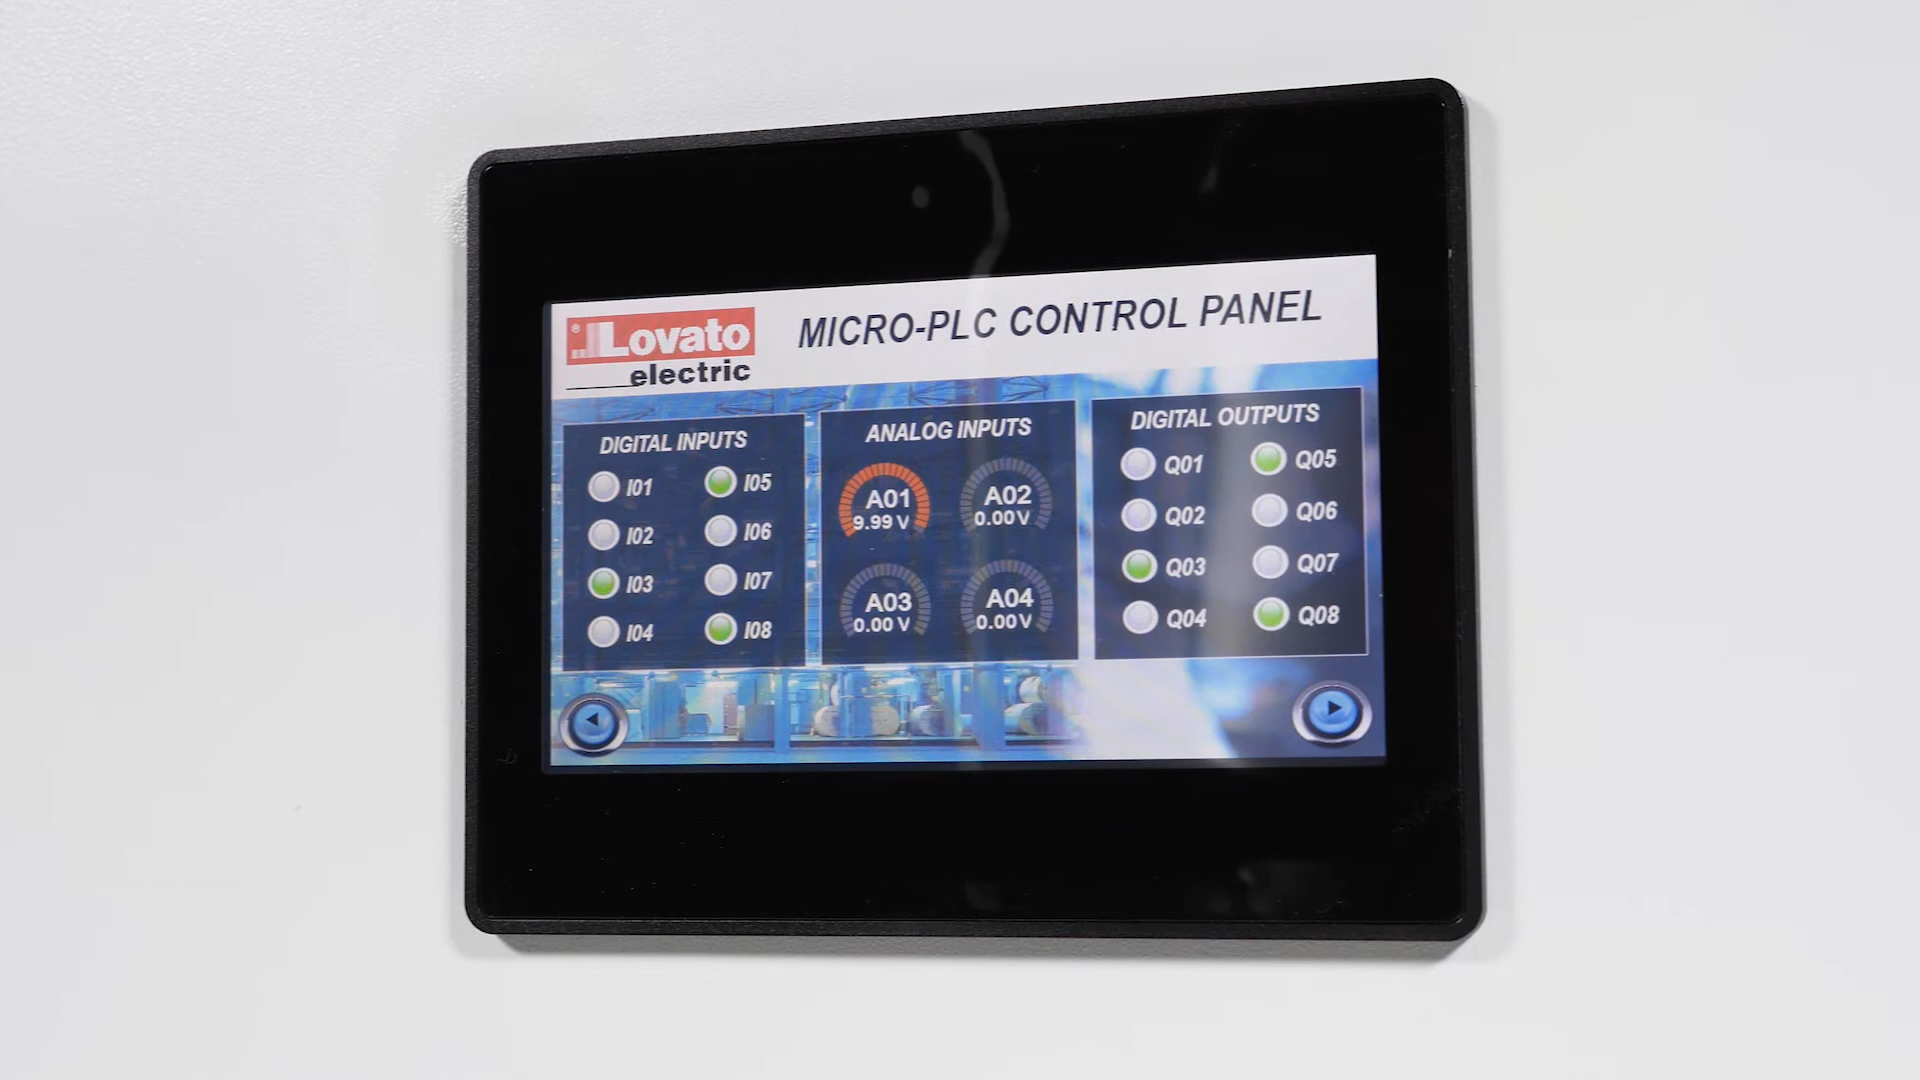 Lovato
electric
MICRO-PLC CONTROL PANEL
DIGITAL INPUTS
I01
I02
I03
I04
I05
I06
I07
I08
ANALOG INPUTS
A01
9.99 V
A02
0.00 V
A03
0.00 V
A04
0.00 V
DIGITAL OUTPUTS
Q01
Q02
Q03
Q04
Q05
Q06
Q07
Q08